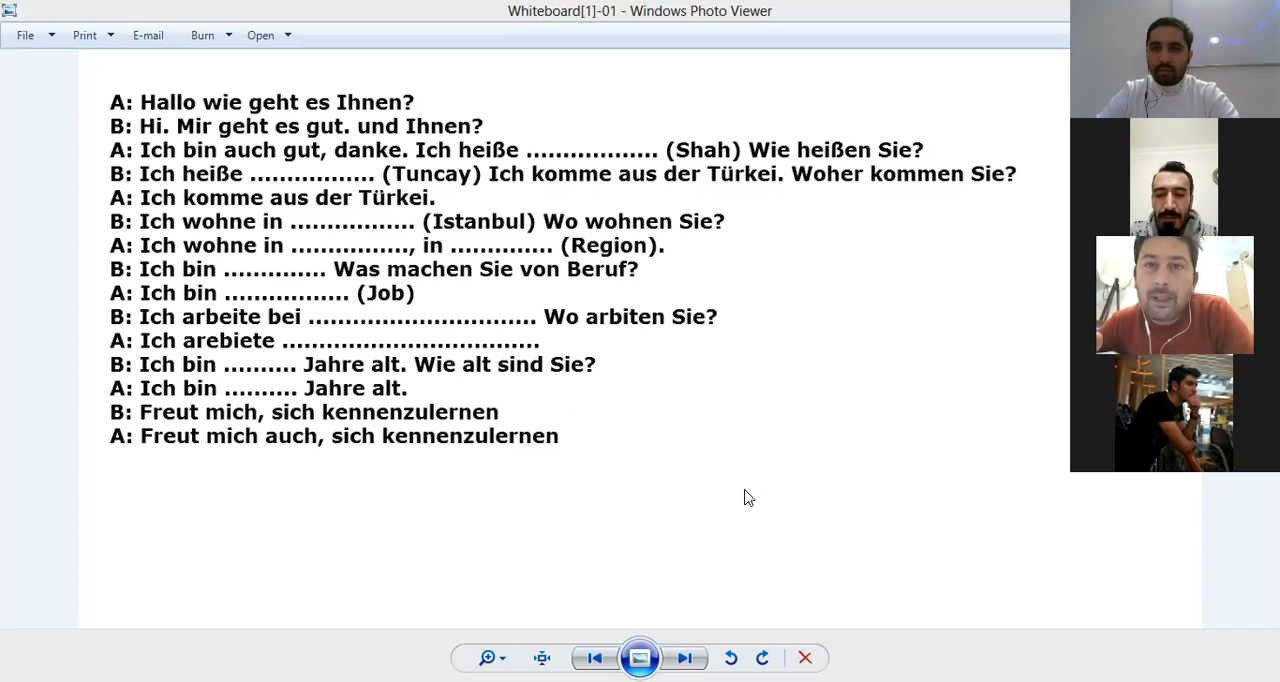 Whiteboard[1]-01 - Windows Photo Viewer
File Print E-mail Burn Open
A: Hallo wie geht es Ihnen?
B: Hi. Mir geht es gut. und Ihnen?
A: Ich bin auch gut, danke. Ich heiße .................. (Shah) Wie heißen Sie?
B: Ich heiße ................. (Tuncay) Ich komme aus der Türkei. Woher kommen Sie?
A: Ich komme aus der Türkei.
B: Ich wohne in ................. (Istanbul) Wo wohnen Sie?
A: Ich wohne in ................, in .............. (Region).
B: Ich bin .............. Was machen Sie von Beruf?
A: Ich bin ................. (Job)
B: Ich arbeite bei ............................... Wo arbiten Sie?
A: Ich arebiete ...................................
B: Ich bin .......... Jahre alt. Wie alt sind Sie?
A: Ich bin .......... Jahre alt.
B: Freut mich, sich kennenzulernen
A: Freut mich auch, sich kennenzulernen